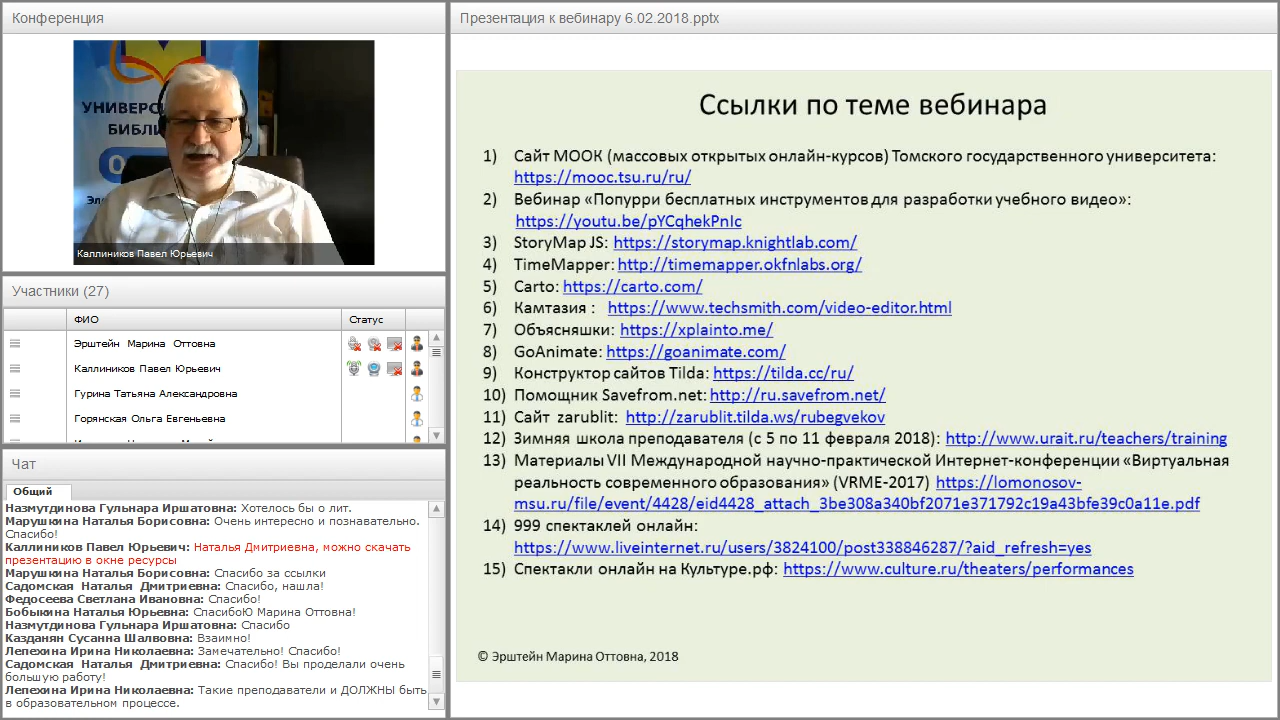 Конференция
УНИВЕРСИ
БИБЛИ
Каллиников Павел Юрьевич
Участники (27)
ФИО Статус
Эрштейн Марина Оттовна
Каллиников Павел Юрьевич
Гурина Татьяна Александровна
Горянская Ольга Евгеньевна
Чат
Общий
Назмутдинова Гульнара Иршатовна: Хотелось бы о лит.
Марушкина Наталья Борисовна: Очень интересно и познавательно.
Спасибо!
Каллиников Павел Юрьевич: Наталья Дмитриевна, можно скачать
презентацию в окне ресурсы
Марушкина Наталья Борисовна: Спасибо за ссылки
Садомская Наталья Дмитриевна: Спасибо, нашла!
Федосеева Светлана Ивановна: Спасибо!
Бобыкина Наталья Юрьевна: СпасибоЮ Марина Оттовна!
Назмутдинова Гульнара Иршатовна: Спасибо
Казданян Сусанна Шалвовна: Взаимно!
Лепехина Ирина Николаевна: Замечательно! Спасибо!
Садомская Наталья Дмитриевна: Спасибо! Вы проделали очень
большую работу!
Лепехина Ирина Николаевна: Такие преподаватели и ДОЛЖНЫ быть
в образовательном процессе.
Презентация к вебинару 6.02.2018.pptx
Ссылки по теме вебинара
1) Сайт МООК (массовых открытых онлайн-курсов) Томского государственного университета:
https://mooc.tsu.ru/ru/
2) Вебинар «Попурри бесплатных инструментов для разработки учебного видео»:
https://youtu.be/pYCqhekPnIc
3) StoryMap JS: https://storymap.knightlab.com/
4) TimeMapper: http://timemapper.okfnlabs.org/
5) Carto: https://carto.com/
6) Камтазия : https://www.techsmith.com/video-editor.html
7) Объясняшки: https://xplainto.me/
8) GoAnimate: https://goanimate.com/
9) Конструктор сайтов Tilda: https://tilda.cc/ru/
10) Помощник Savefrom.net: http://ru.savefrom.net/
11) Сайт zarublit: http://zarublit.tilda.ws/rubegvekov
12) Зимняя школа преподавателя (с 5 по 11 февраля 2018): http://www.urait.ru/teachers/training
13) Материалы VII Международной научно-практической Интернет-конференции «Виртуальная
реальность современного образования» (VRME-2017) https://lomonosov-
msu.ru/file/event/4428/eid4428_attach_3be308a340bf2071e371792c19a43bfe39c0a11e.pdf
14) 999 спектаклей онлайн:
https://www.liveinternet.ru/users/3824100/post338846287/?aid_refresh=yes
15) Спектакли онлайн на Культуре.рф: https://www.culture.ru/theaters/performances
© Эрштейн Марина Оттовна, 2018